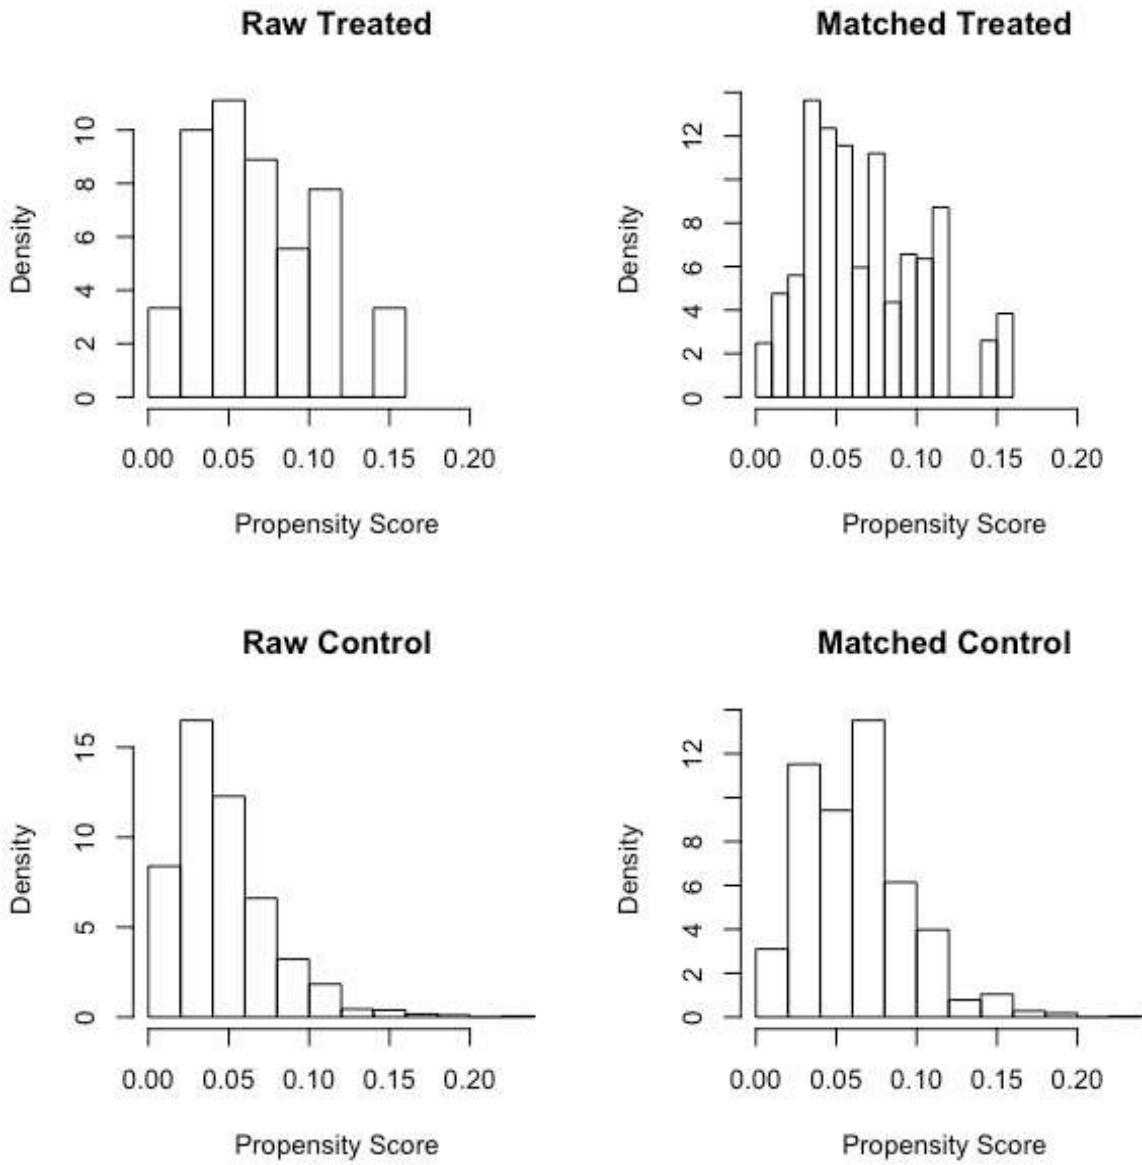 Raw Treated
Density
0 2 4 6 8 10
0.00 0.05 0.10 0.15 0.20
Propensity Score
Matched Treated
Density
0 2 4 6 8 12
0.00 0.05 0.10 0.15 0.20
Propensity Score
Raw Control
Density
0 5 10 15
0.00 0.05 0.10 0.15 0.20
Propensity Score
Matched Control
Density
0 2 4 6 8 12
0.00 0.05 0.10 0.15 0.20
Propensity Score